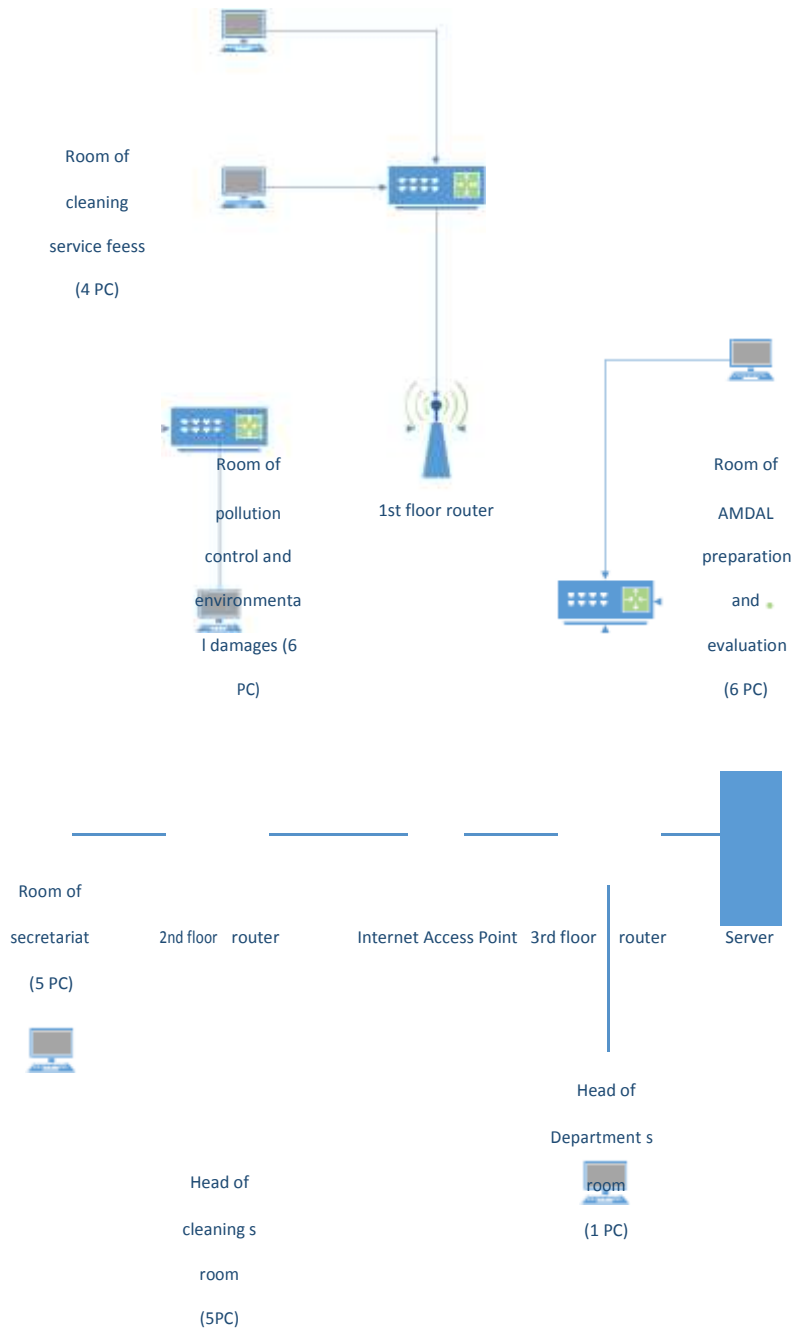 Room of
cleaning
service feess
(4 PC)
Room of
pollution
control and
environmenta
l damages (6
PC)
1st floor router
Room of
AMDAL
preparation
and
evaluation
(6 PC)
Room of
secretariat
(5 PC)
2nd floor router
Internet Access Point
3rd floor router
Server
Head of
Department s
room
(1 PC)
Head of
cleaning s
room
(5PC)